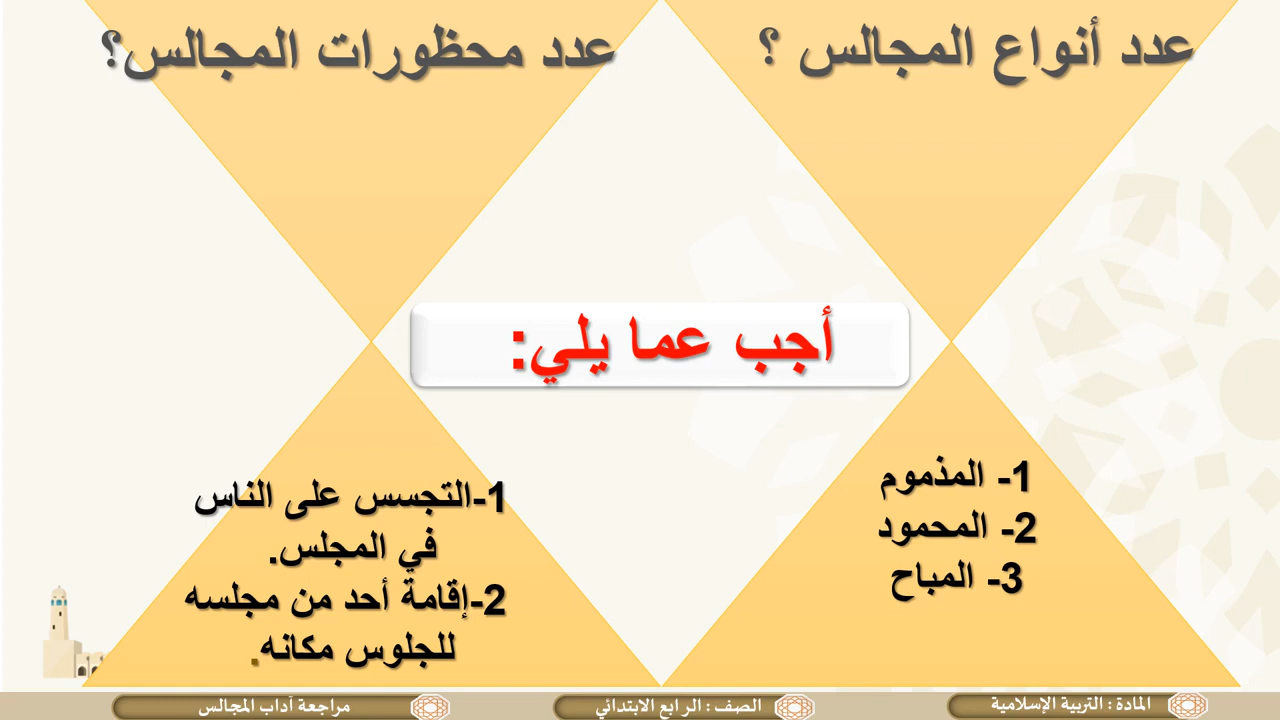 عدد أنواع المجالس ؟
عدد محظورات المجالس؟
أجب عما يلي:
1- المذموم
2- المحمود
3- المباح
1-التجسس على الناس
في المجلس.
2-إقامة أحد من مجلسه
للجلوس مكانه.
المادة : التربية الإسلامية
الصف : الرابع الابتدائي
مراجعة آداب المجالس